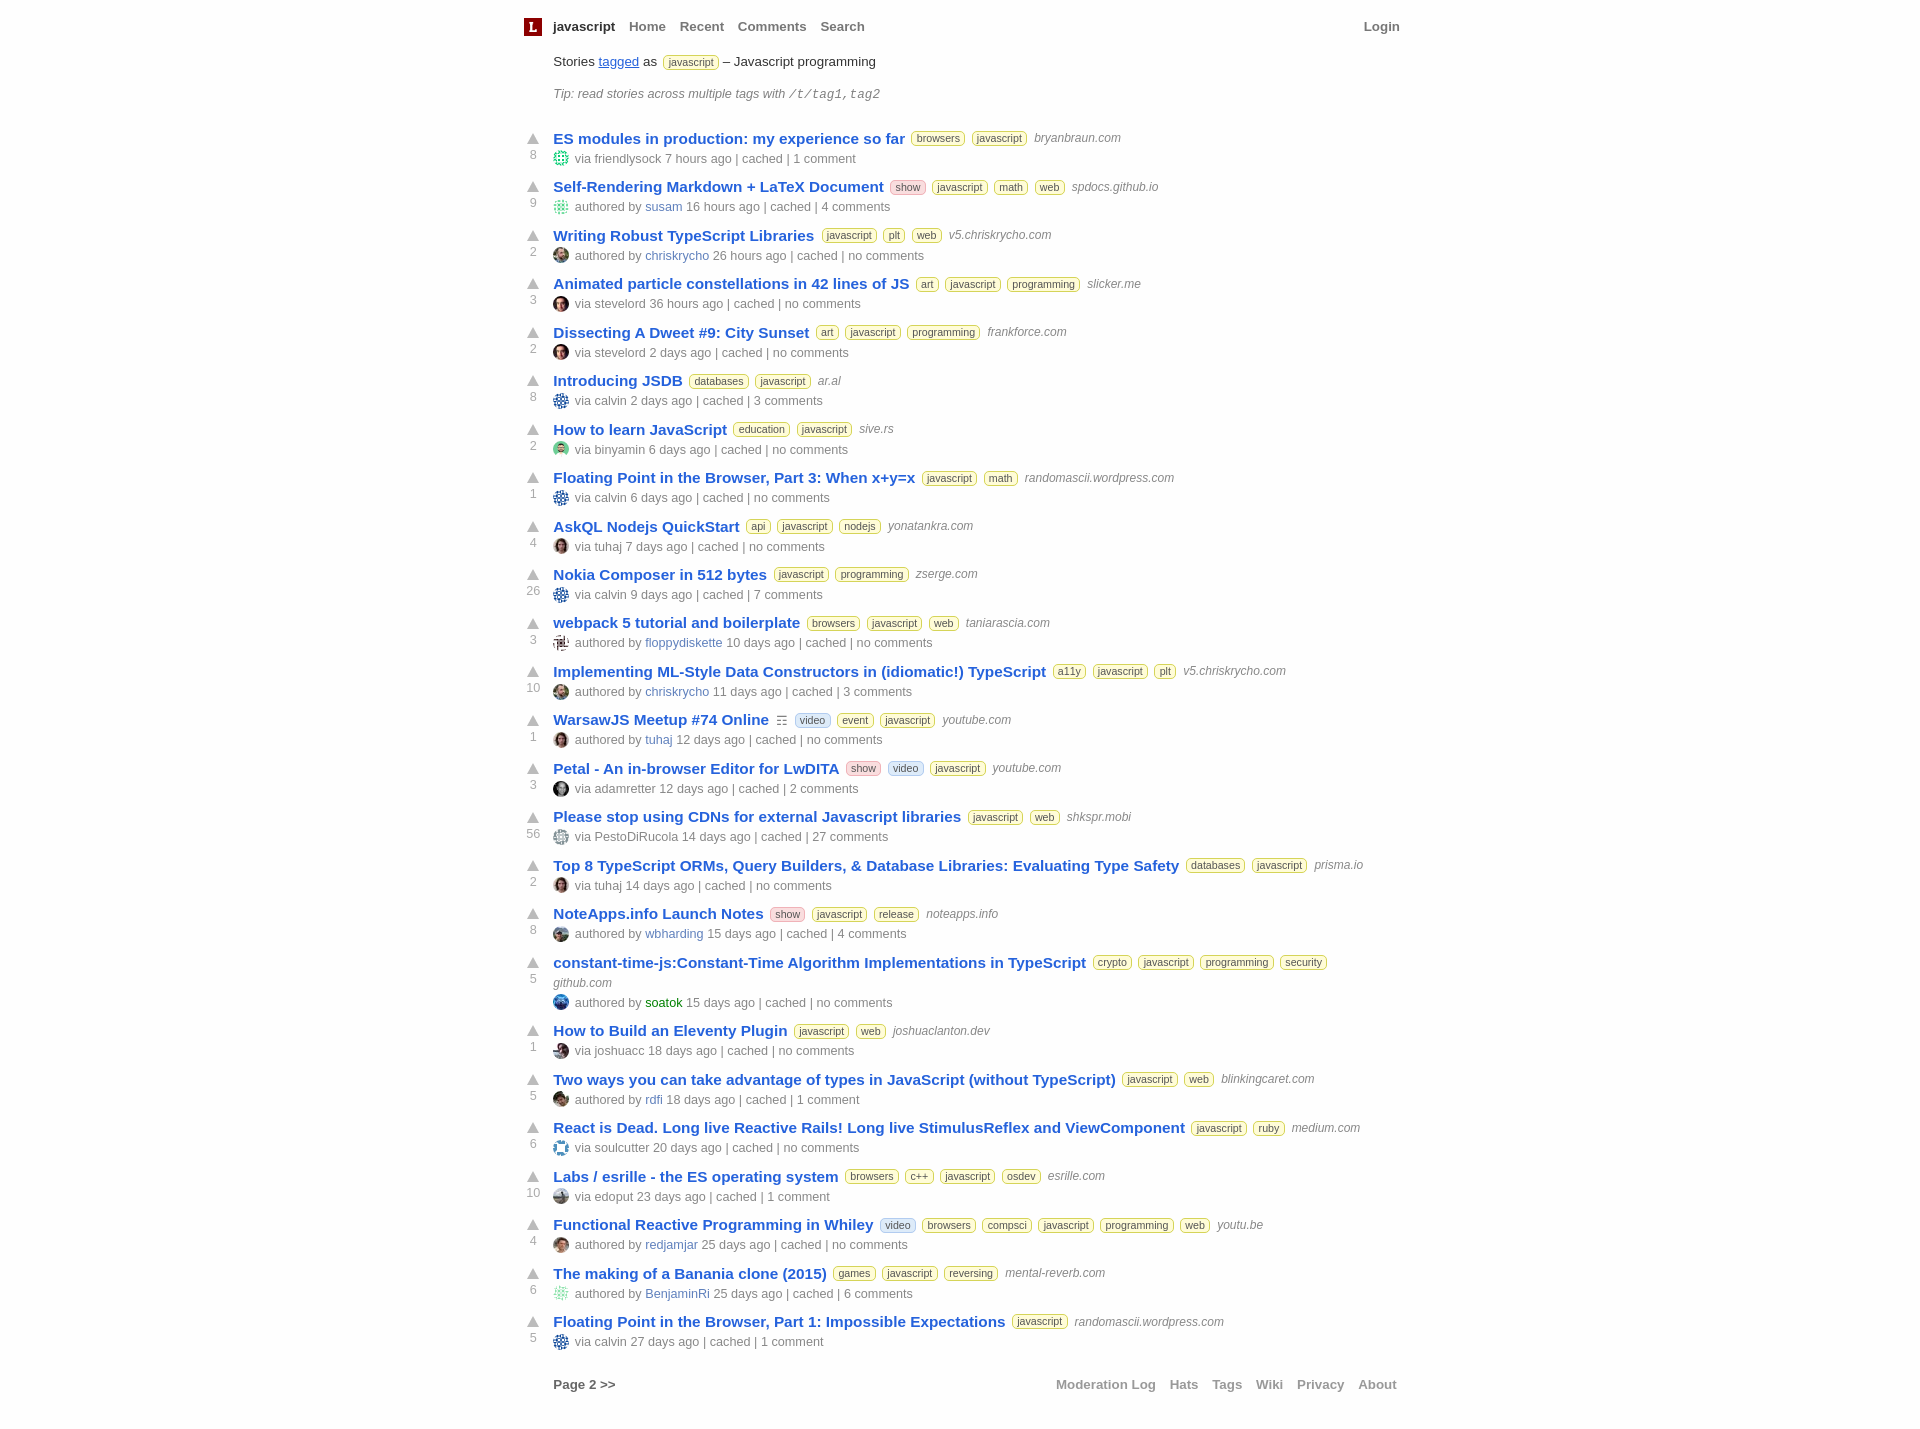 L javascript Home Recent Comments Search Login
Stories tagged as javascript – Javascript programming
Tip: read stories across multiple tags with /t/tag1,tag2
ES modules in production: my experience so far browsers javascript bryanbraun.com
8 via friendlysock 7 hours ago | cached | 1 comment
Self-Rendering Markdown + LaTeX Document show javascript math web spdocs.github.io
9 authored by susam 16 hours ago | cached | 4 comments
Writing Robust TypeScript Libraries javascript plt web v5.chriskrycho.com
2 authored by chriskrycho 26 hours ago | cached | no comments
Animated particle constellations in 42 lines of JS art javascript programming slicker.me
3 via stevelord 36 hours ago | cached | no comments
Dissecting A Dweet #9: City Sunset art javascript programming frankforce.com
2 via stevelord 2 days ago | cached | no comments
Introducing JSDB databases javascript ar.al
8 via calvin 2 days ago | cached | 3 comments
How to learn JavaScript education javascript sive.rs
2 via binyamin 6 days ago | cached | no comments
Floating Point in the Browser, Part 3: When x+y=x javascript math randomascii.wordpress.com
1 via calvin 6 days ago | cached | no comments
AskQL Nodejs QuickStart api javascript nodejs yonatankra.com
4 via tuhaj 7 days ago | cached | no comments
Nokia Composer in 512 bytes javascript programming zserge.com
26 via calvin 9 days ago | cached | 7 comments
webpack 5 tutorial and boilerplate browsers javascript web taniarascia.com
3 authored by floppydiskette 10 days ago | cached | no comments
Implementing ML-Style Data Constructors in (idiomatic!) TypeScript a11y javascript plt v5.chriskrycho.com
10 authored by chriskrycho 11 days ago | cached | 3 comments
WarsawJS Meetup #74 Online ☶ video event javascript youtube.com
1 authored by tuhaj 12 days ago | cached | no comments
Petal - An in-browser Editor for LwDITA show video javascript youtube.com
3 via adamretter 12 days ago | cached | 2 comments
Please stop using CDNs for external Javascript libraries javascript web shkspr.mobi
56 via PestoDiRucola 14 days ago | cached | 27 comments
Top 8 TypeScript ORMs, Query Builders, & Database Libraries: Evaluating Type Safety databases javascript prisma.io
2 via tuhaj 14 days ago | cached | no comments
NoteApps.info Launch Notes show javascript release noteapps.info
8 authored by wbharding 15 days ago | cached | 4 comments
constant-time-js:Constant-Time Algorithm Implementations in TypeScript crypto javascript programming security
5 github.com
authored by soatok 15 days ago | cached | no comments
How to Build an Eleventy Plugin javascript web joshuaclanton.dev
1 via joshuacc 18 days ago | cached | no comments
Two ways you can take advantage of types in JavaScript (without TypeScript) javascript web blinkingcaret.com
5 authored by rdfi 18 days ago | cached | 1 comment
React is Dead. Long live Reactive Rails! Long live StimulusReflex and ViewComponent javascript ruby medium.com
6 via soulcutter 20 days ago | cached | no comments
Labs / esrille - the ES operating system browsers c++ javascript osdev esrille.com
10 via edoput 23 days ago | cached | 1 comment
Functional Reactive Programming in Whiley video browsers compsci javascript programming web youtu.be
4 authored by redjamjar 25 days ago | cached | no comments
The making of a Banania clone (2015) games javascript reversing mental-reverb.com
6 authored by BenjaminRi 25 days ago | cached | 6 comments
Floating Point in the Browser, Part 1: Impossible Expectations javascript randomascii.wordpress.com
5 via calvin 27 days ago | cached | 1 comment
Page 2 >> Moderation Log Hats Tags Wiki Privacy About